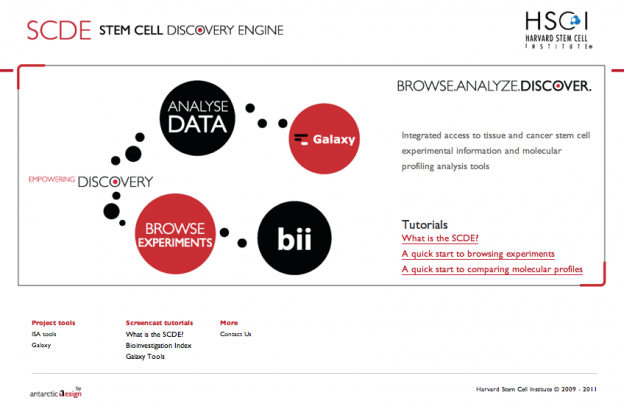 SCDE STEM CELL DISCOVERY ENGINE
HSCI
HARVARD STEM CELL
INSTITUTE
BROWSE.ANALYZE.DISCOVER.
ANALYSE
DATA
Galaxy
Integrated access to tissue and cancer stem cell
experimental information and molecular
profiling analysis tools
EMPOWERING DISCOVERY
BROWSE
EXPERIMENTS
bii
Tutorials
What is the SCDE?
A quick start to browsing experiments
A quick start to comparing molecular profiles
Project tools
ISA tools
Galaxy
Screencast tutorials
What is the SCDE?
Bioinvestigation Index
Galaxy Tools
More
Contact Us
by
antarctic design
Harvard Stem Cell Institute © 2009 - 2011